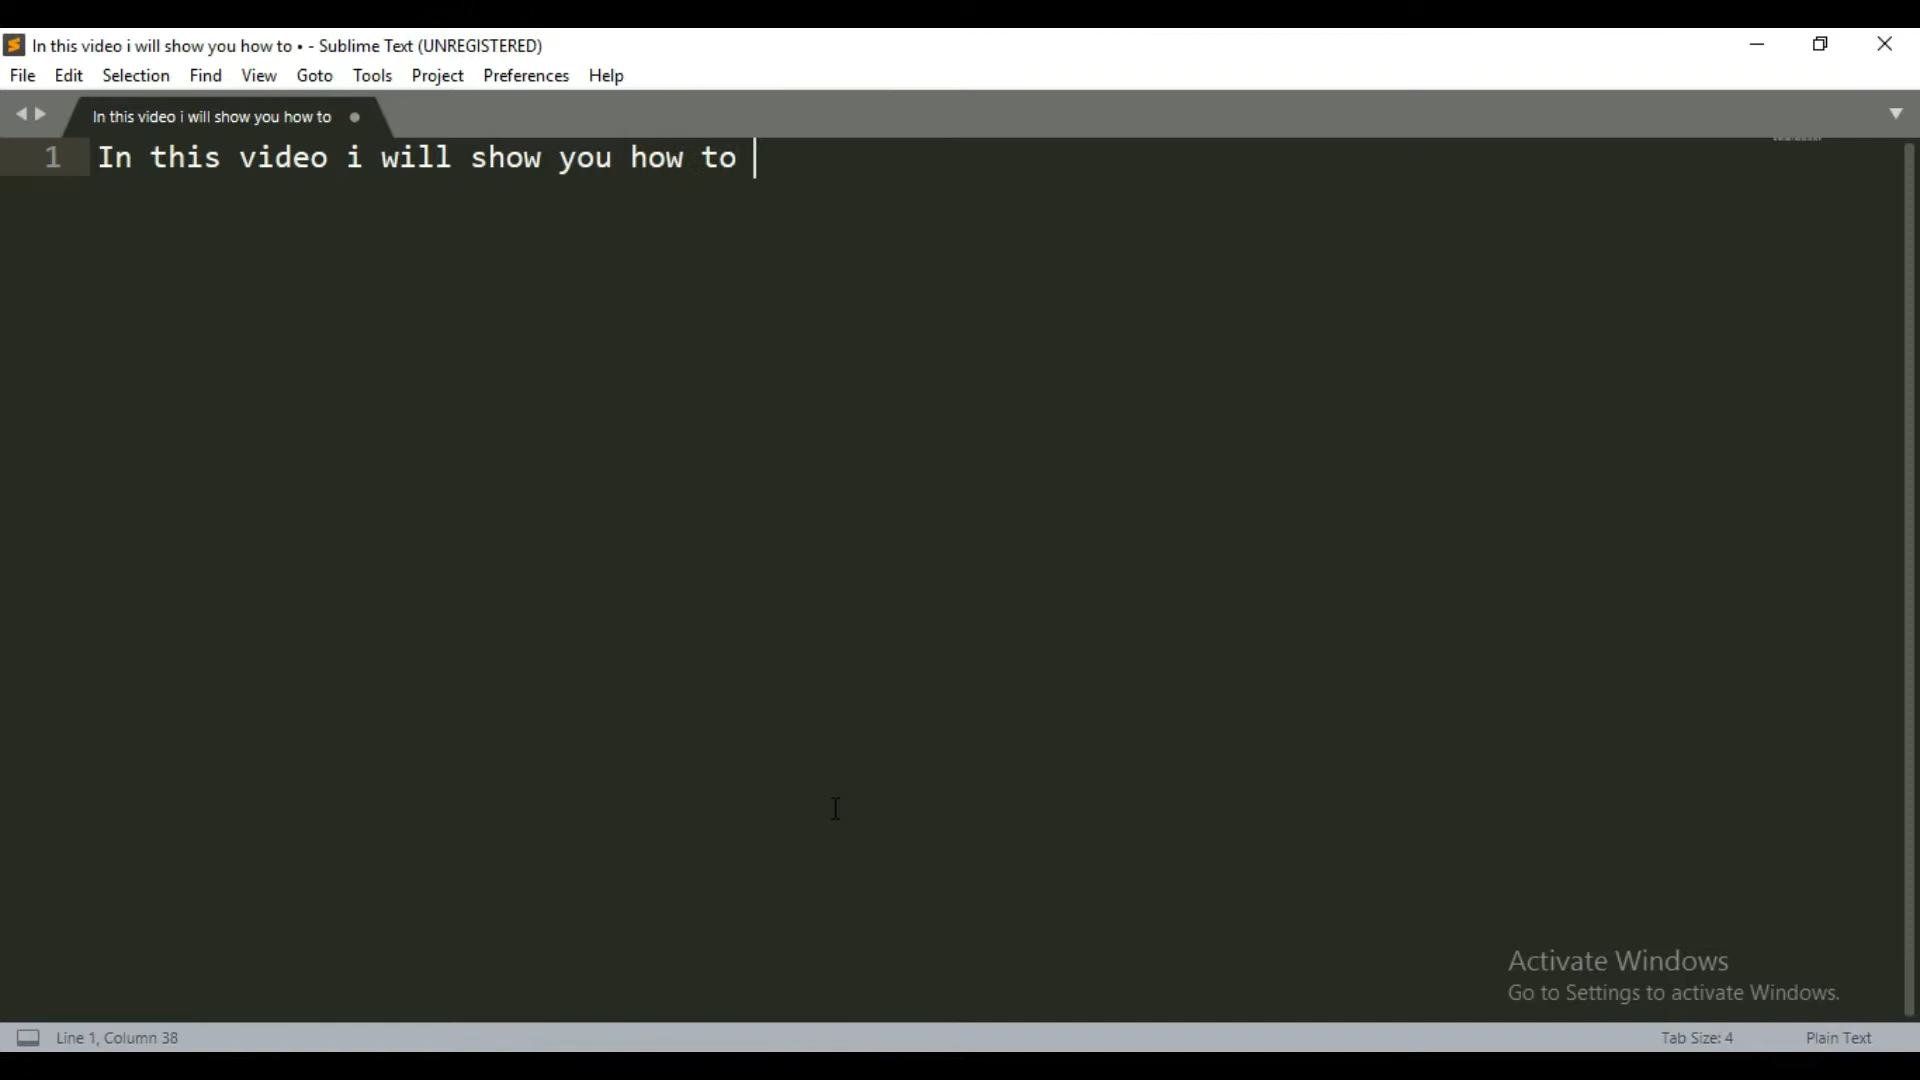 In this video i will show you how to • - Sublime Text (UNREGISTERED)
File Edit Selection Find View Goto Tools Project Preferences Help
In this video i will show you how to
1 In this video i will show you how to
Activate Windows
Go to Settings to activate Windows.
Line 1, Column 38 Tab Size: 4 Plain Text